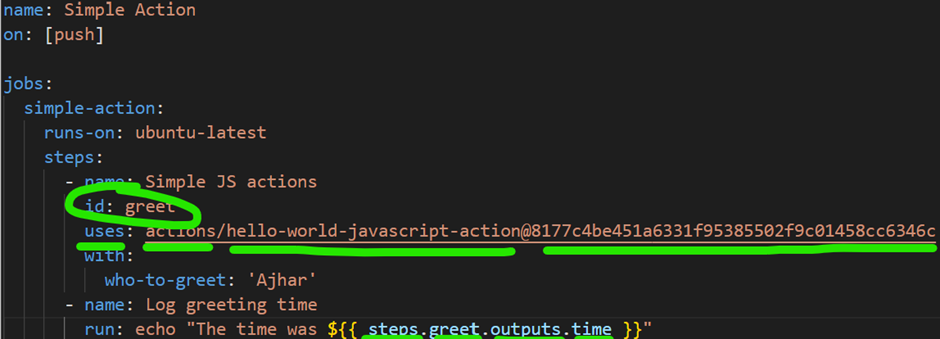 name: Simple Action
on: [push]
jobs:
simple-action:
runs-on: ubuntu-latest
steps:
- name: Simple JS actions
id: greet
uses: actions/hello-world-javascript-action@8177c4be451a6331f95385502f9c01458cc6346c
with:
who-to-greet: 'Ajhar'
- name: Log greeting time
run: echo "The time was ${{ steps.greet.outputs.time }}"